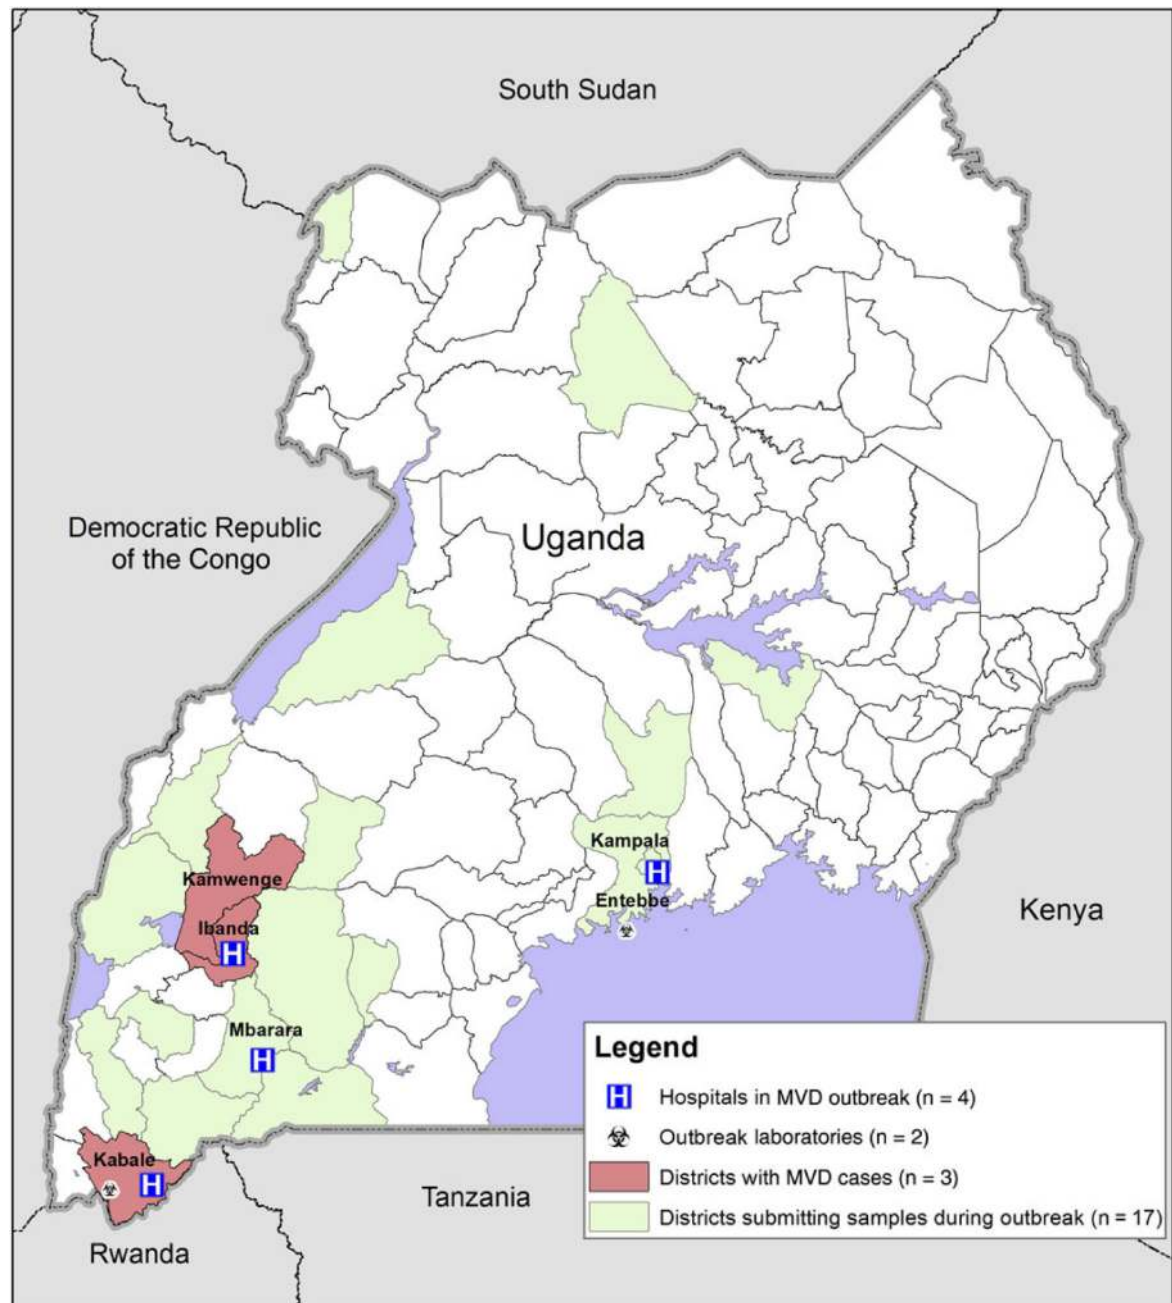 South Sudan
Democratic Republic
of the Congo
Uganda
Kampala
Kamwenge
Entebbe
Kenya
Ibanda
H
H
Mbarara
H
Kabale
H
Tanzania
Rwanda
Legend
H Hospitals in MVD outbreak (n = 4)
Outbreak laboratories (n = 2)
Districts with MVD cases (n = 3)
Districts submitting samples during outbreak (n = 17)